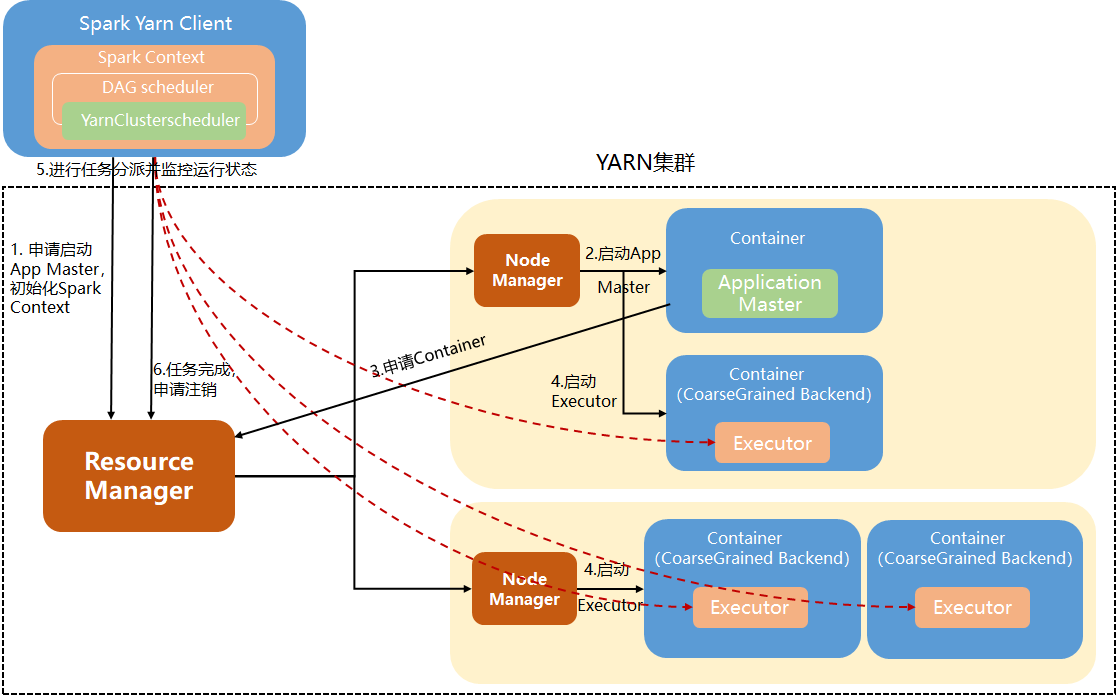 Spark Yarn Client
Spark Context
DAG scheduler
YarnClusterscheduler
5.进行任务分派并监控运行状态
YARN集群
1. 申请启动
App Master,
初始化Spark
Context
6.任务完成,
申请注销
Resource
Manager
Node
Manager
2.启动App
Master
Container
Application
Master
3.申请Container
4.启动
Executor
Container
(CoarseGrained Backend)
Executor
Node
Manager
4.启动
Executor
Container
(CoarseGrained Backend)
Executor
Container
(CoarseGrained Backend)
Executor